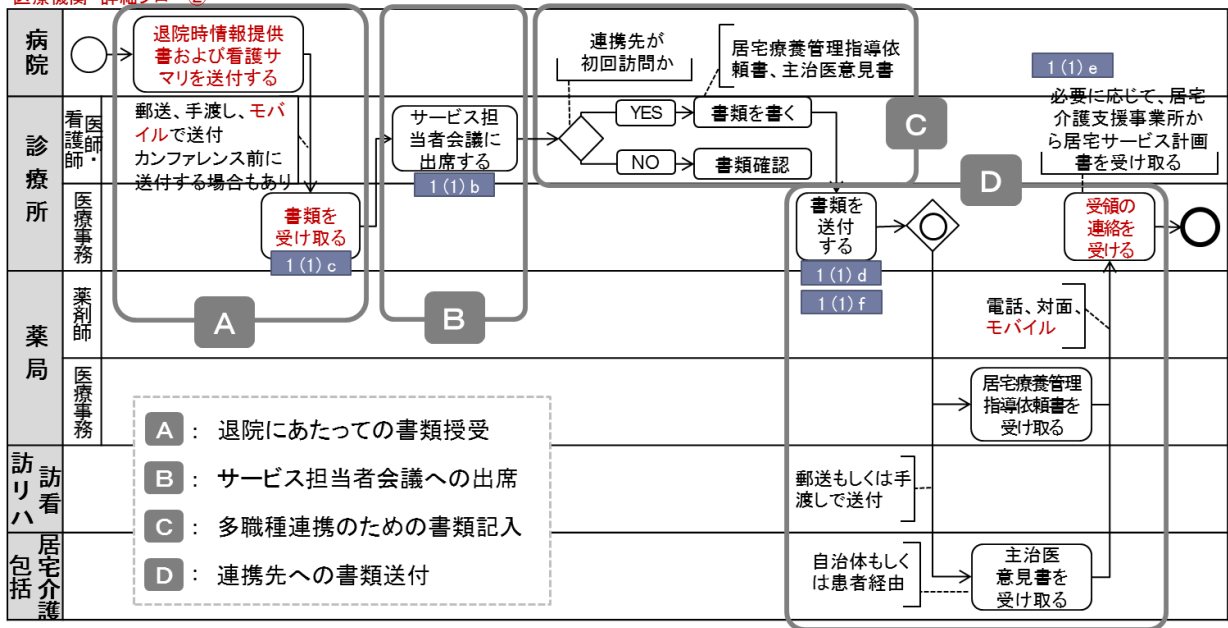 病院
退院時情報提供
書および看護サ
マリを送付する
連携先が
初回訪問か
居宅療養管理指導依
頼書、主治医意見書
1(1)e
必要に応じて、居宅
介護支援事業所か
ら居宅サービス計画
書を受け取る
診療所
医師・
看護師
郵送、手渡し、モバ
イルで送付
カンファレンス前に
送付する場合もあり
サービス担
当者会議に
出席する
1(1)b
YES
書類を書く
NO
書類確認
C
D
医療事務
書類を
受け取る
1(1)c
書類を
送付
する
1(1)d
1(1)f
受領の
連絡を
受ける
薬局
薬剤師
A
B
電話、対面、
モバイル
医療事務
居宅療養管理
指導依頼書を
受け取る
A : 退院にあたっての書類授受
B : サービス担当者会議への出席
C : 多職種連携のための書類記入
D : 連携先への書類送付
訪看
訪リハ
郵送もしくは手
渡しで送付
居宅介護
包括
自治体もしく
は患者経由
主治医
意見書を
受け取る